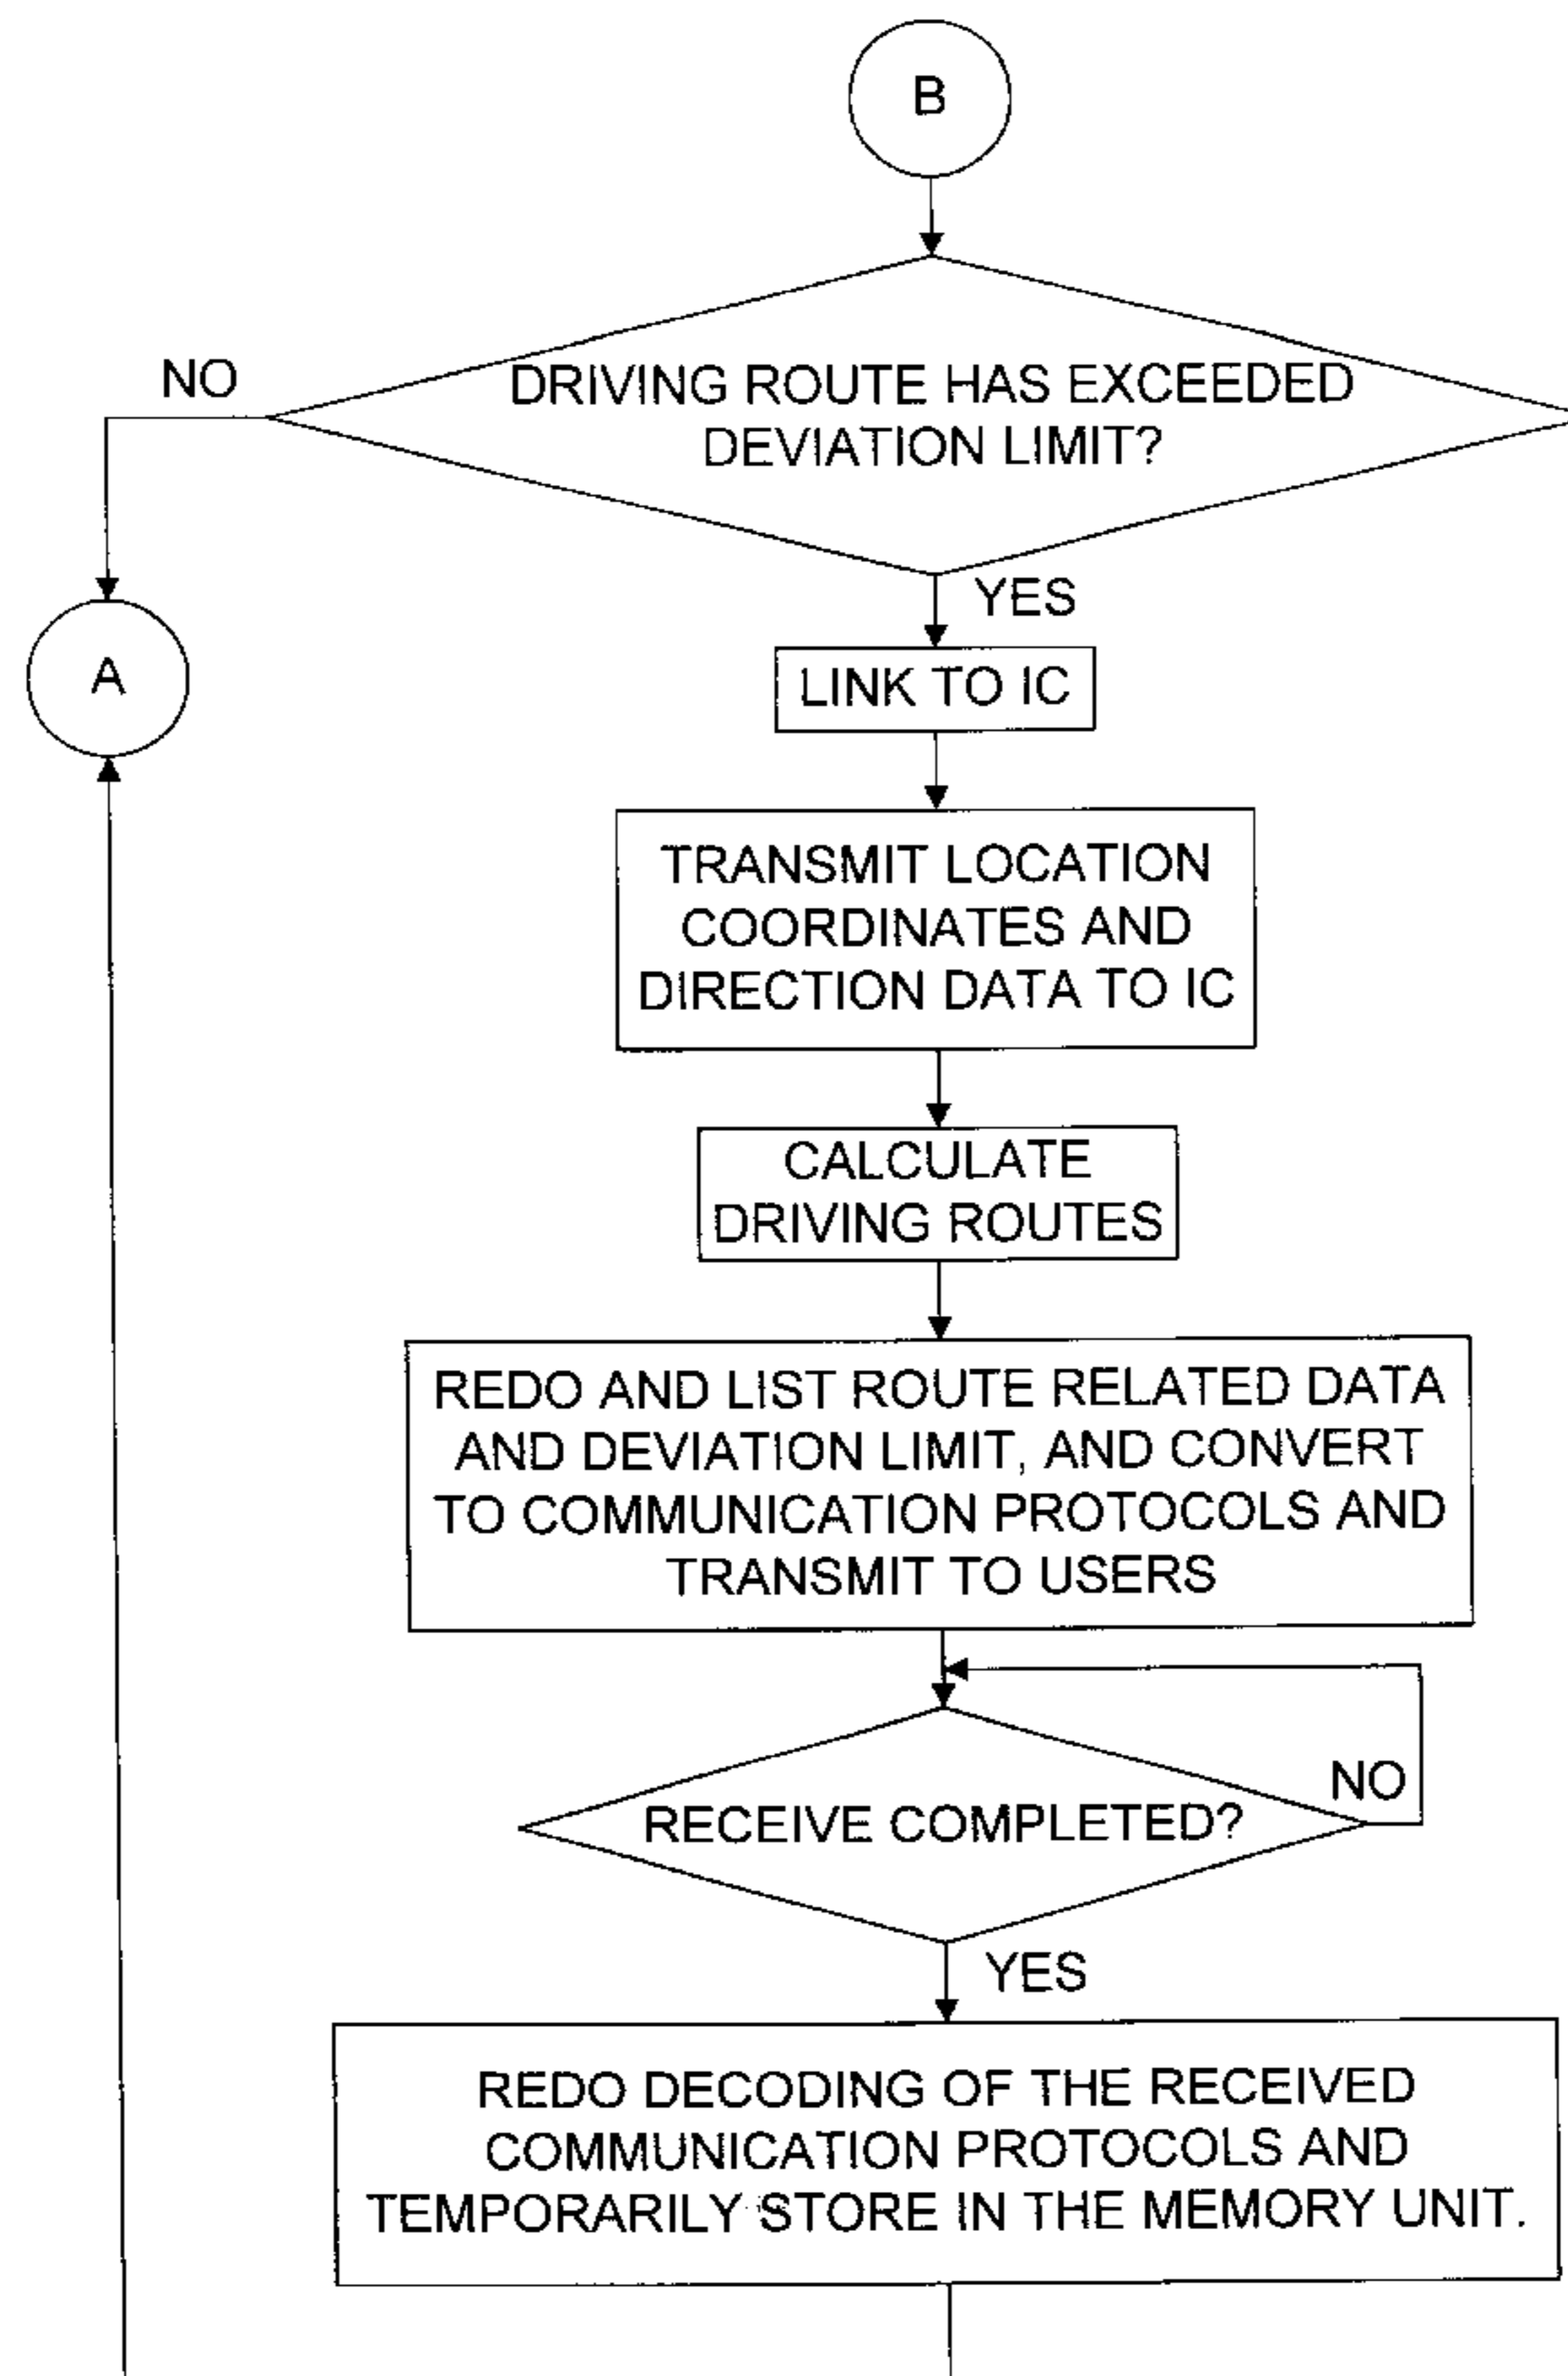 B
NO
DRIVING ROUTE HAS EXCEEDED
DEVIATION LIMIT?
YES
A
LINK TO IC
TRANSMIT LOCATION
COORDINATES AND
DIRECTION DATA TO IC
CALCULATE
DRIVING ROUTES
REDO AND LIST ROUTE RELATED DATA
AND DEVIATION LIMIT, AND CONVERT
TO COMMUNICATION PROTOCOLS AND
TRANSMIT TO USERS
NO
RECEIVE COMPLETED?
YES
REDO DECODING OF THE RECEIVED
COMMUNICATION PROTOCOLS AND
TEMPORARILY STORE IN THE MEMORY UNIT.